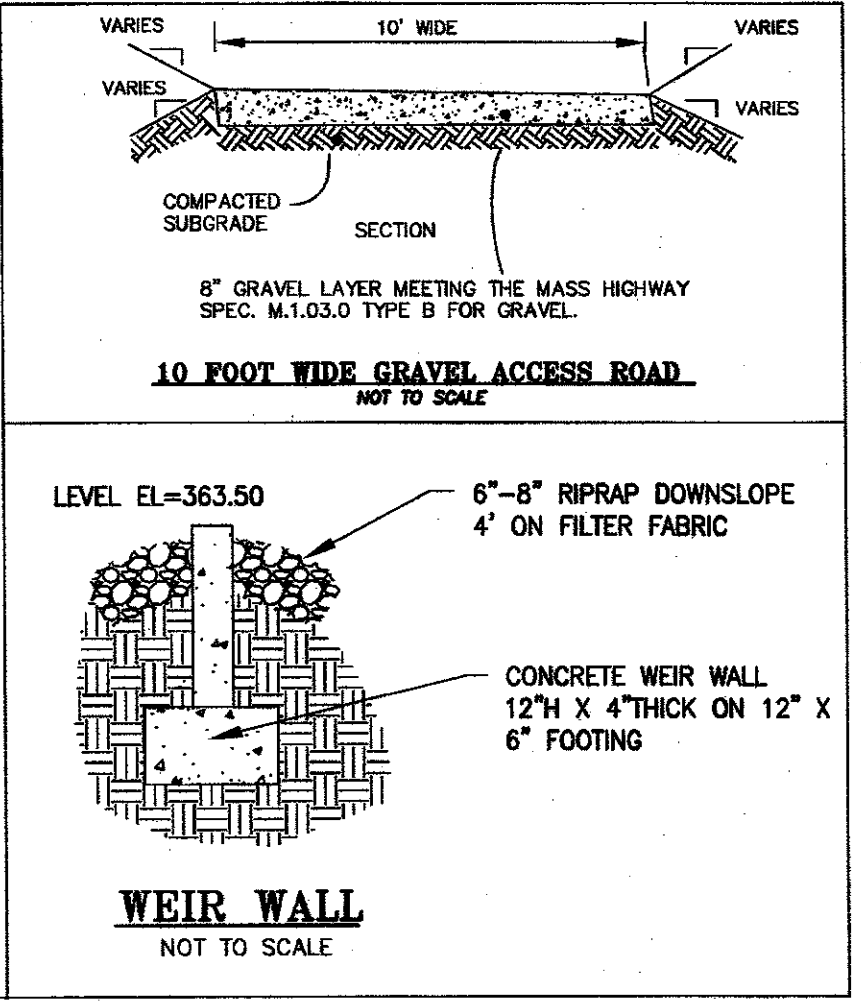 VARIES
10' WIDE
VARIES
VARIES
VARIES
COMPACTED
SUBGRADE
SECTION
8" GRAVEL LAYER MEETING THE MASS HIGHWAY
SPEC. M.1.03.0 TYPE B FOR GRAVEL.
10 FOOT WIDE GRAVEL ACCESS ROAD
NOT TO SCALE
LEVEL EL=363.50
6"-8" RIPRAP DOWNSLOPE
4' ON FILTER FABRIC
CONCRETE WEIR WALL
12"H X 4"THICK ON 12" X
6" FOOTING
WEIR WALL
NOT TO SCALE